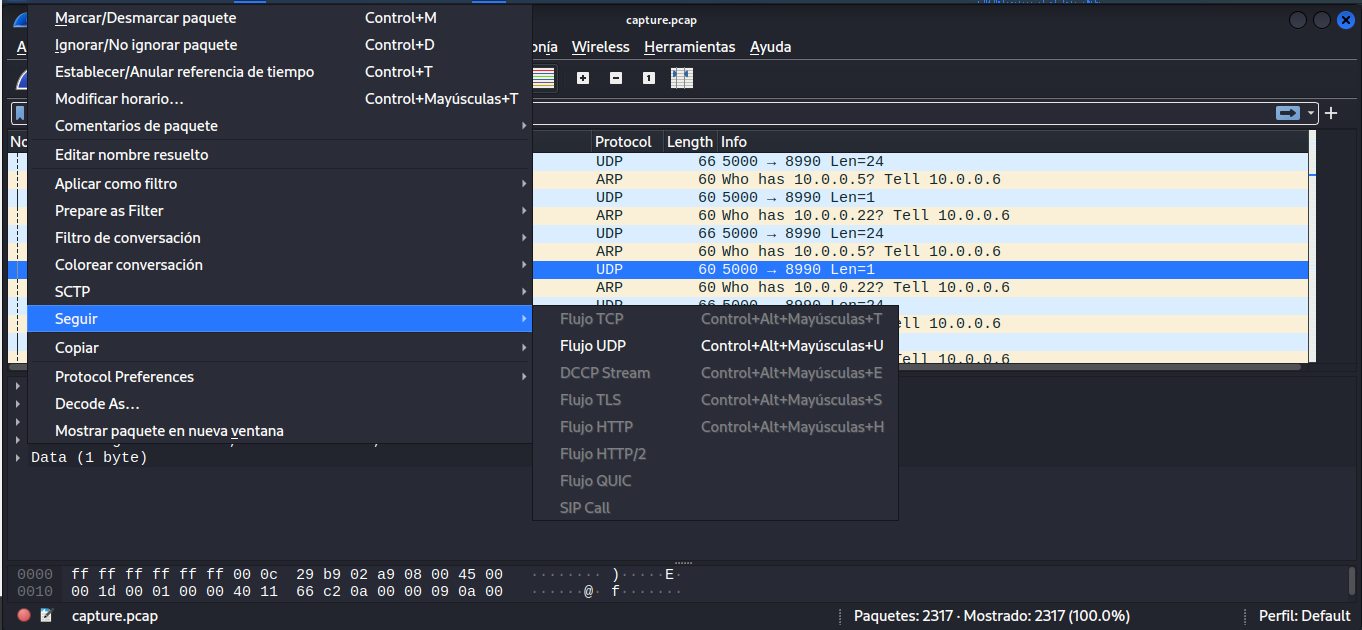 capture.pcap
Marcar/Desmarcar paquete Control+M
Ignorar/No ignorar paquete Control+D
Establecer/Anular referencia de tiempo Control+T
Modificar horario… Control+Mayúsculas+T
Comentarios de paquete
Editar nombre resuelto
Aplicar como filtro
Prepare as Filter
Filtro de conversación
Colorear conversación
SCTP
Seguir
Copiar
Protocol Preferences
Decode As…
Mostrar paquete en nueva ventana
A
onía Wireless Herramientas Ayuda
1
No
Protocol Length Info
UDP 66 5000 → 8990 Len=24
ARP 60 Who has 10.0.0.5? Tell 10.0.0.6
UDP 60 5000 → 8990 Len=1
ARP 60 Who has 10.0.0.22? Tell 10.0.0.6
UDP 66 5000 → 8990 Len=24
ARP 60 Who has 10.0.0.5? Tell 10.0.0.6
UDP 60 5000 → 8990 Len=1
ARP 60 Who has 10.0.0.22? Tell 10.0.0.6
UDP 66 5000 → 8990 Len=24
ell 10.0.0.6
Tell 10.0.0.6
Flujo TCP Control+Alt+Mayúsculas+T
Flujo UDP Control+Alt+Mayúsculas+U
DCCP Stream Control+Alt+Mayúsculas+E
Flujo TLS Control+Alt+Mayúsculas+S
Flujo HTTP Control+Alt+Mayúsculas+H
Flujo HTTP/2
Flujo QUIC
SIP Call
Data (1 byte)
0000 ff ff ff ff ff ff 00 0c 29 b9 02 a9 08 00 45 00 ········ )·····E·
0010 00 1d 00 01 00 00 40 11 66 c2 0a 00 00 09 0a 00 ······@· f·······
capture.pcap
Paquetes: 2317 · Mostrado: 2317 (100.0%)
Perfil: Default